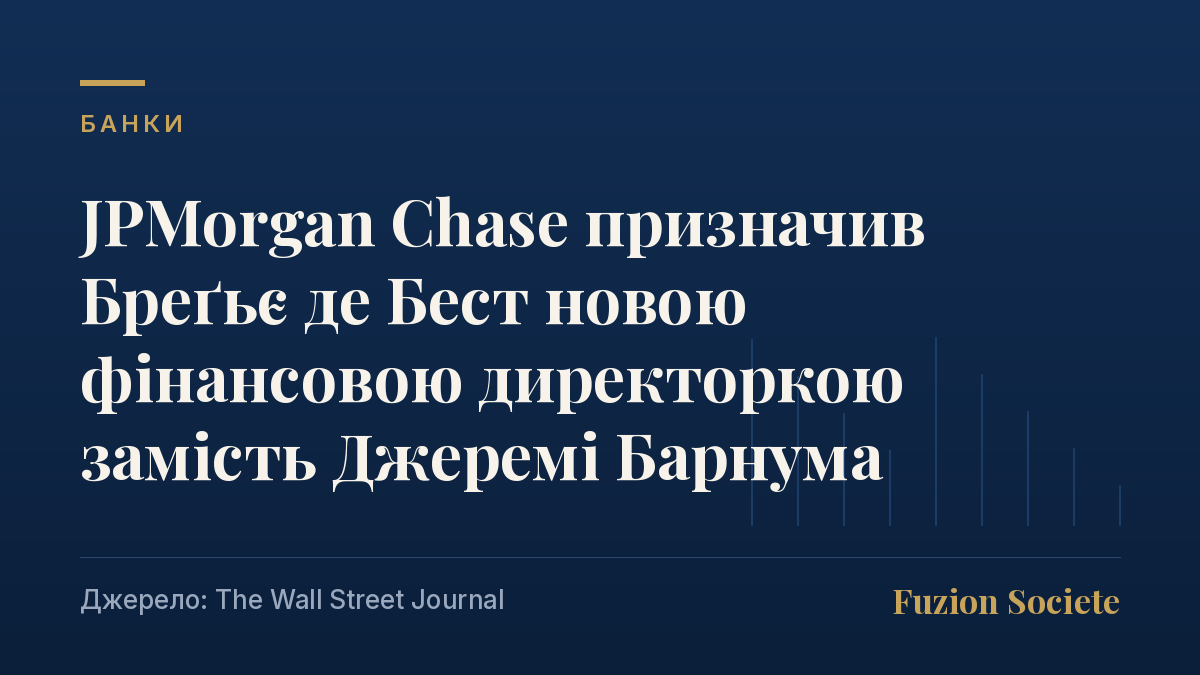 БАНКИ
JPMorgan Chase призначив
Бреґьє де Бест новою
фінансовою директоркою
замість Джеремі Барнума
Джерело: The Wall Street Journal
Fuzion Societe